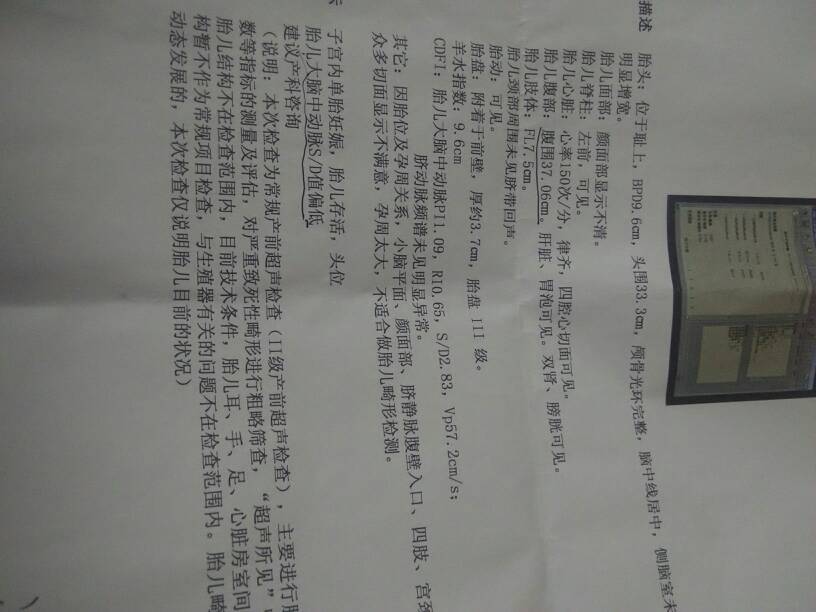 描述
胎头：位于耻上，BPD9.6cm，头围33.3cm，颅骨光环完整，脑中线居中，侧脑室未
明显增宽。
胎儿面部：颜面部显示不清。
胎儿脊柱：左前，可见。
胎儿心脏：心率150次/分，律齐，四腔心切面可见。
胎儿腹部：腹围37.06cm。肝脏、胃泡可见。双肾、膀胱可见。
胎儿肢体：FL7.5cm。
胎儿颈部周围未见脐带回声。
胎动：可见。
胎盘：附着于前壁，厚约3.7cm，胎盘 III 级。
羊水指数：9.6cm
CDFI：胎儿大脑中动脉PI1.09，RI0.65，S/D2.83，Vp57.2cm/s；
脐动脉频谱未见明显异常。
其它：因胎位及孕周关系，小脑平面、颜面部、脐静脉腹壁入口、四肢、宫颈
众多切面显示不满意，孕周太大，不适合做胎儿畸形检测。
示
子宫内单胎妊娠，胎儿存活，头位
胎儿大脑中动脉S/D值偏低
建议产科咨询
（说明：本次检查为常规产前超声检查（II级产前超声检查），主要进行胎
数等指标的测量及评估，对严重致死性畸形进行粗略筛查，“超声所见”中
胎儿结构不在检查范围内，目前技术条件，胎儿耳、手、足、心脏房室间
构暂不作为常规项目检查，与生殖器有关的问题不在检查范围内。胎儿畸
动态发展的，本次检查仅说明胎儿目前的状况）